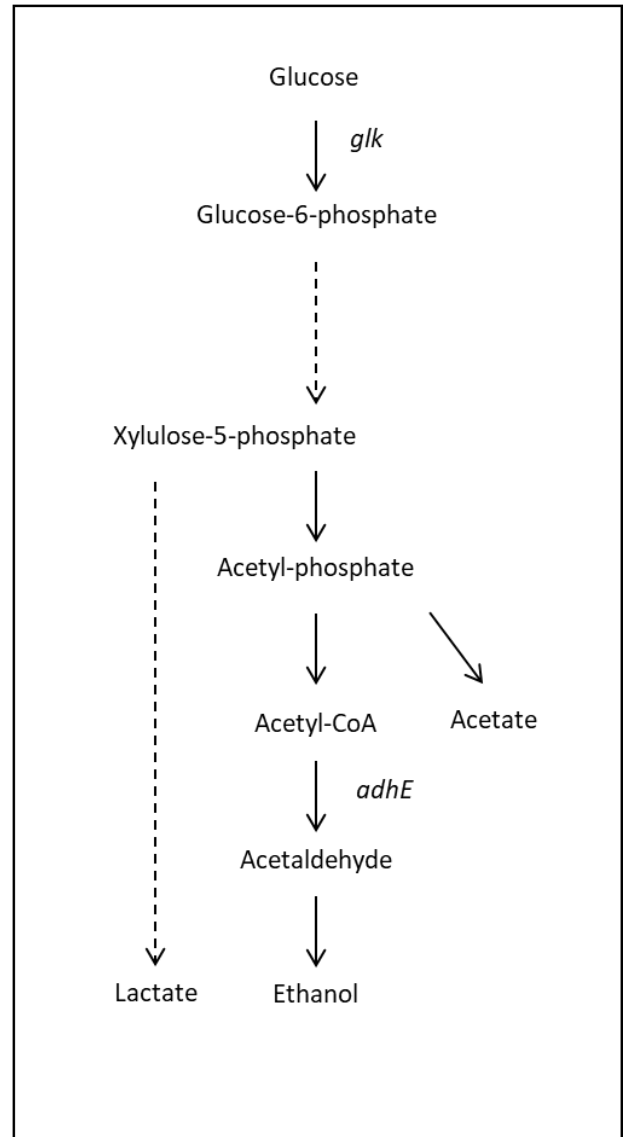 Glucose
glk
Glucose-6-phosphate
Xylulose-5-phosphate
Acetyl-phosphate
Acetyl-CoA
Acetate
adhE
Acetaldehyde
Lactate
Ethanol